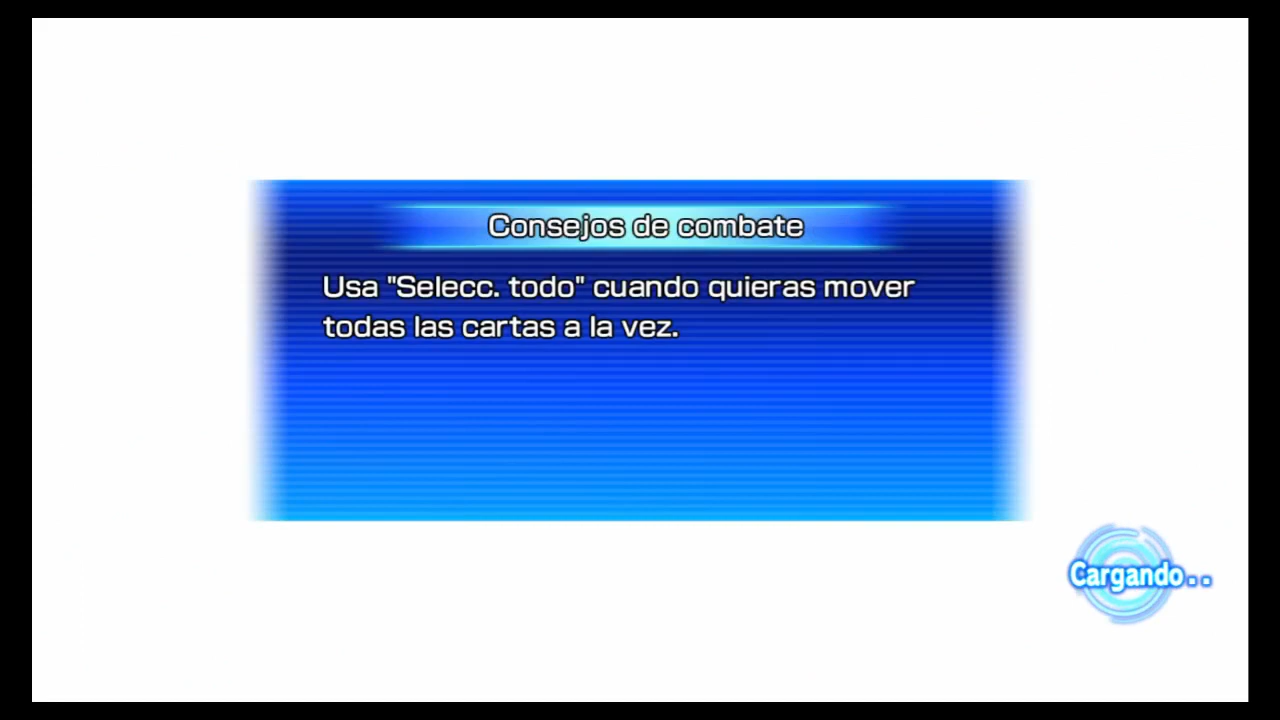 Consejos de combate
Usa "Selecc. todo" cuando quieras mover
todas las cartas a la vez.
Cargando..